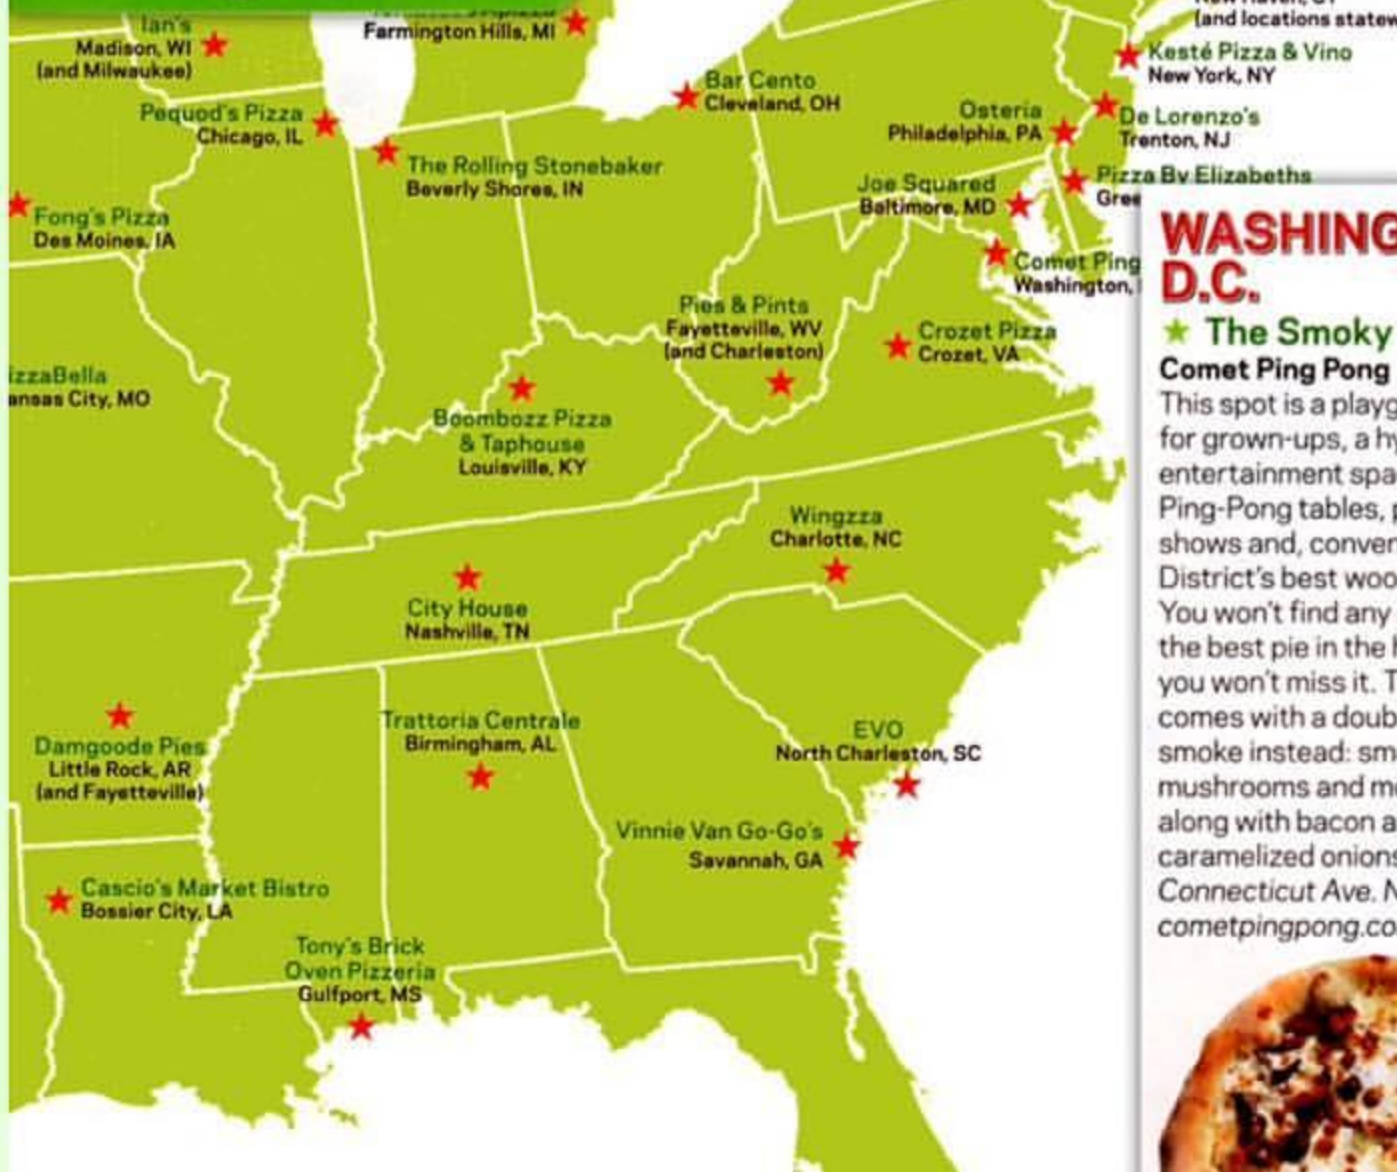 Ian's
Madison, WI
(and Milwaukee)
Farmington Hills, MI
(and locations
Kesté Pizza & Vino
New York, NY
Bar Cento
Cleveland, OH
Pequod's Pizza
Chicago, IL
Osteria
Philadelphia, PA
De Lorenzo's
Trenton, NJ
The Rolling Stonebaker
Beverly Shores, IN
Joe Squared
Baltimore, MD
Pizza By Elizabeths
Fong's Pizza
Des Moines, IA
Comet Ping
Washington,
Pies & Pints
Fayetteville, WV
(and Charleston)
Crozet Pizza
Crozet, VA
City, MO
Boombozz Pizza
& Taphouse
Louisville, KY
Wingzza
Charlotte, NC
City House
Nashville, TN
Damgoode Pies
Little Rock, AR
(and Fayetteville)
Trattoria Centrale
Birmingham, AL
EVO
North Charleston, SC
Vinnie Van Go-Go's
Savannah, GA
Cascio's Market Bistro
Bossier City, LA
Tony's Brick
Oven Pizzeria
Gulfport, MS
WASHING
D.C.
The Smoky
Comet Ping Pong
This spot is a playg
for grown-ups, a hy
entertainment spa
Ping-Pong tables, p
shows and, conver
District's best woo
You won't find any
the best pie in the h
you won't miss it. T
comes with a doub
smoke instead: smo
mushrooms and mo
along with bacon a
caramelized onions
Connecticut Ave. N
cometpingpong.co